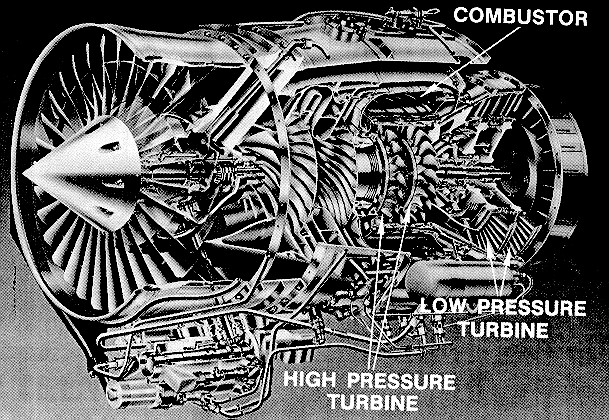 COMBUSTOR
LOW PRESSURE
TURBINE
HIGH PRESSURE
TURBINE